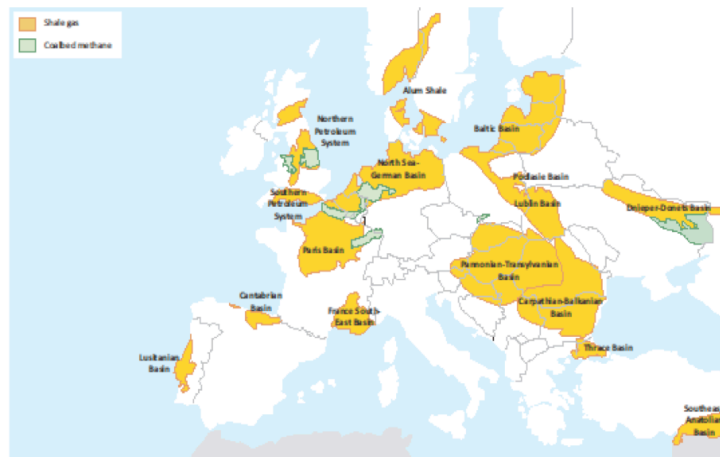 Shale gas
Coalbed methane
Alum Shale
Northern
Petroleum
System
Baltic Basin
North Sea-
German Basin
Podlasie Basin
Southern
Petroleum
System
Lublin Basin
Dnieper-Donets Basin
Paris Basin
Pannonian-Transylvanian
Basin
Cantabrian
Basin
Carpathian-Balkanian
Basin
France South-
East Basin
Thrace Basin
Lusitanian
Basin
Southeast
Anatolian
Basin